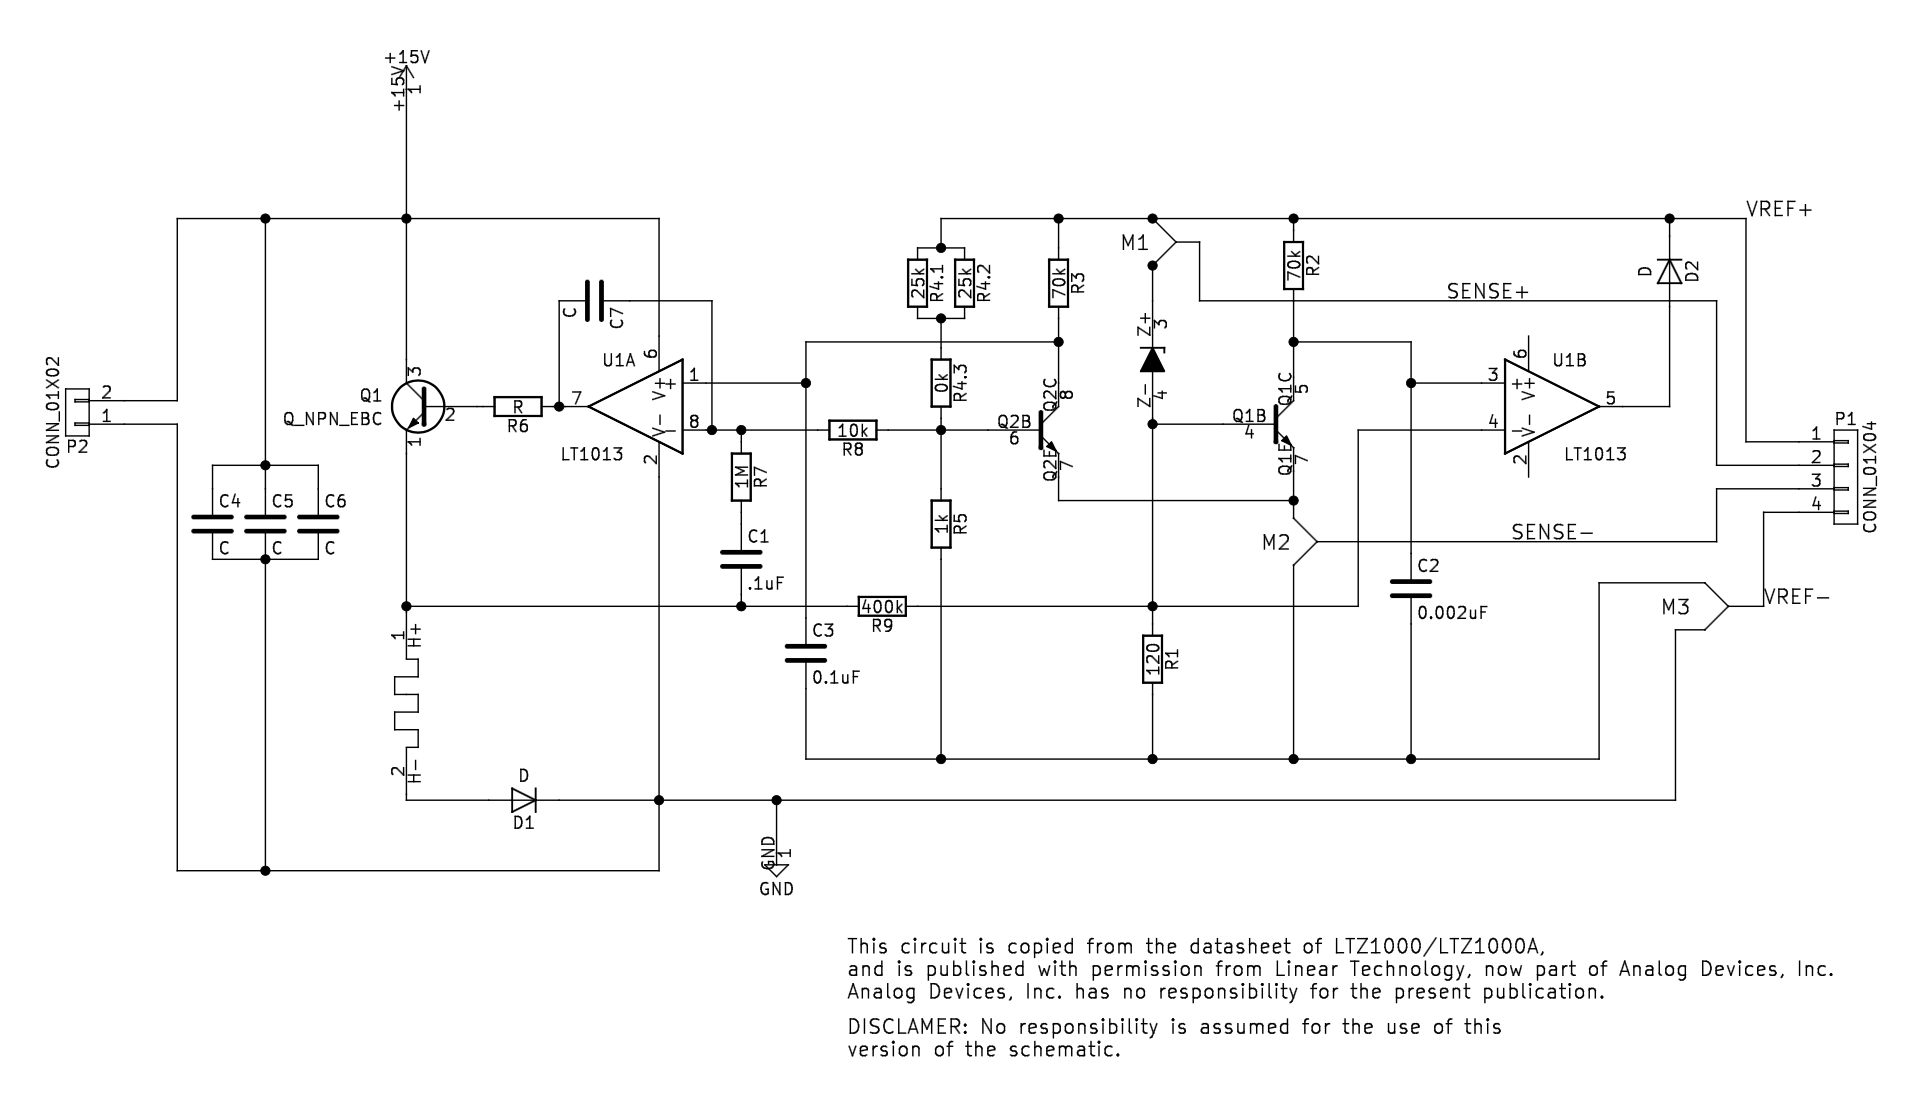 +15V
+15V
1
VREF+
M1
25k
R4.1
25k
R4.2
70k
R3
70k
R2
D
D2
SENSE+
C
C7
Z+
3
U1A
6
V+
+
1
0k
R4.3
U1B
6
+
V+
3
5
CONN_01X02
2
1
P2
Q1
Q_NPN_EBC
3
2
1
R
R6
7
V-
-
8
2
LT1013
10k
R8
Z-
4
Q2C
8
Q2B
6
Q2E
7
Q1C
5
Q1B
4
Q1E
7
4
-
V-
2
LT1013
P1
1
2
3
4
CONN_01X04
1M
R7
C4
C
C5
C
C6
C
1k
R5
C1
.1uF
M2
SENSE-
C2
0.002uF
400k
R9
M3
VREF-
1
H+
C3
0.1uF
120
R1
2
H-
D
D1
GND
1
GND
This circuit is copied from the datasheet of LTZ1000/LTZ1000A,
and is published with permission from Linear Technology, now part of Analog Devices, Inc.
Analog Devices, Inc. has no responsibility for the present publication.
DISCLAMER: No responsibility is assumed for the use of this
version of the schematic.